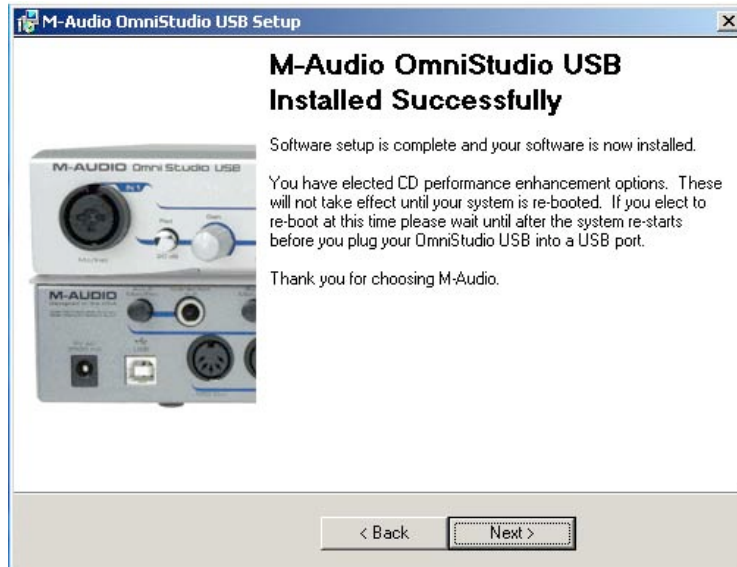 M-Audio OmniStudio USB Setup
M-Audio OmniStudio USB
Installed Successfully
Software setup is complete and your software is now installed.
You have elected CD performance enhancement options. These
will not take effect until your system is re-booted. If you elect to
re-boot at this time please wait until after the system re-starts
before you plug your OmniStudio USB into a USB port.
Thank you for choosing M-Audio.
M-AUDIO Omni Studio USB
M-AUDIO
USB
< Back
Next >